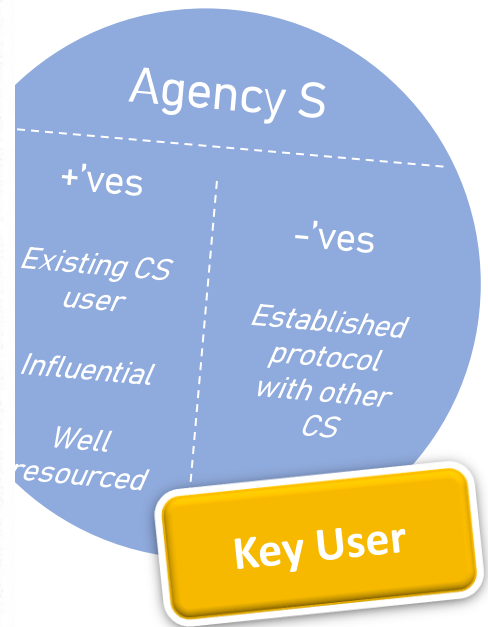 Agency S
+'ves
Existing CS
user
Influential
Well
resourced
–'ves
Established
protocol
with other
CS
Key User